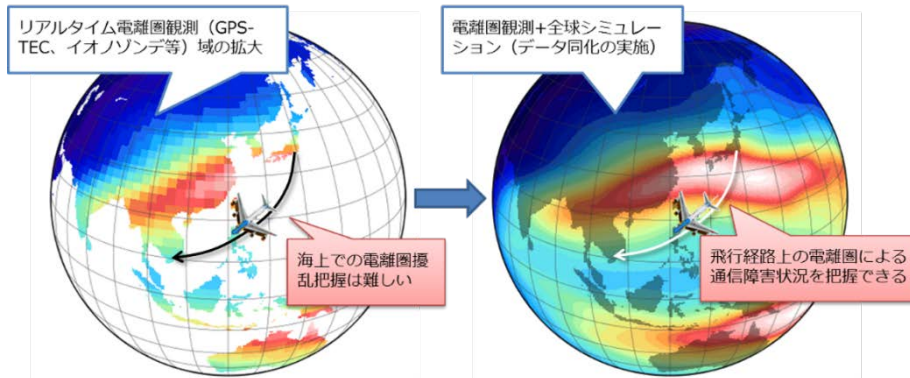 リアルタイム電離圏観測（GPS-
TEC、イオノゾンデ等）域の拡大
電離圏観測+全球シミュレー
ション（データ同化の実施）
海上での電離圏擾
乱把握は難しい
飛行経路上の電離圏による
通信障害状況を把握できる